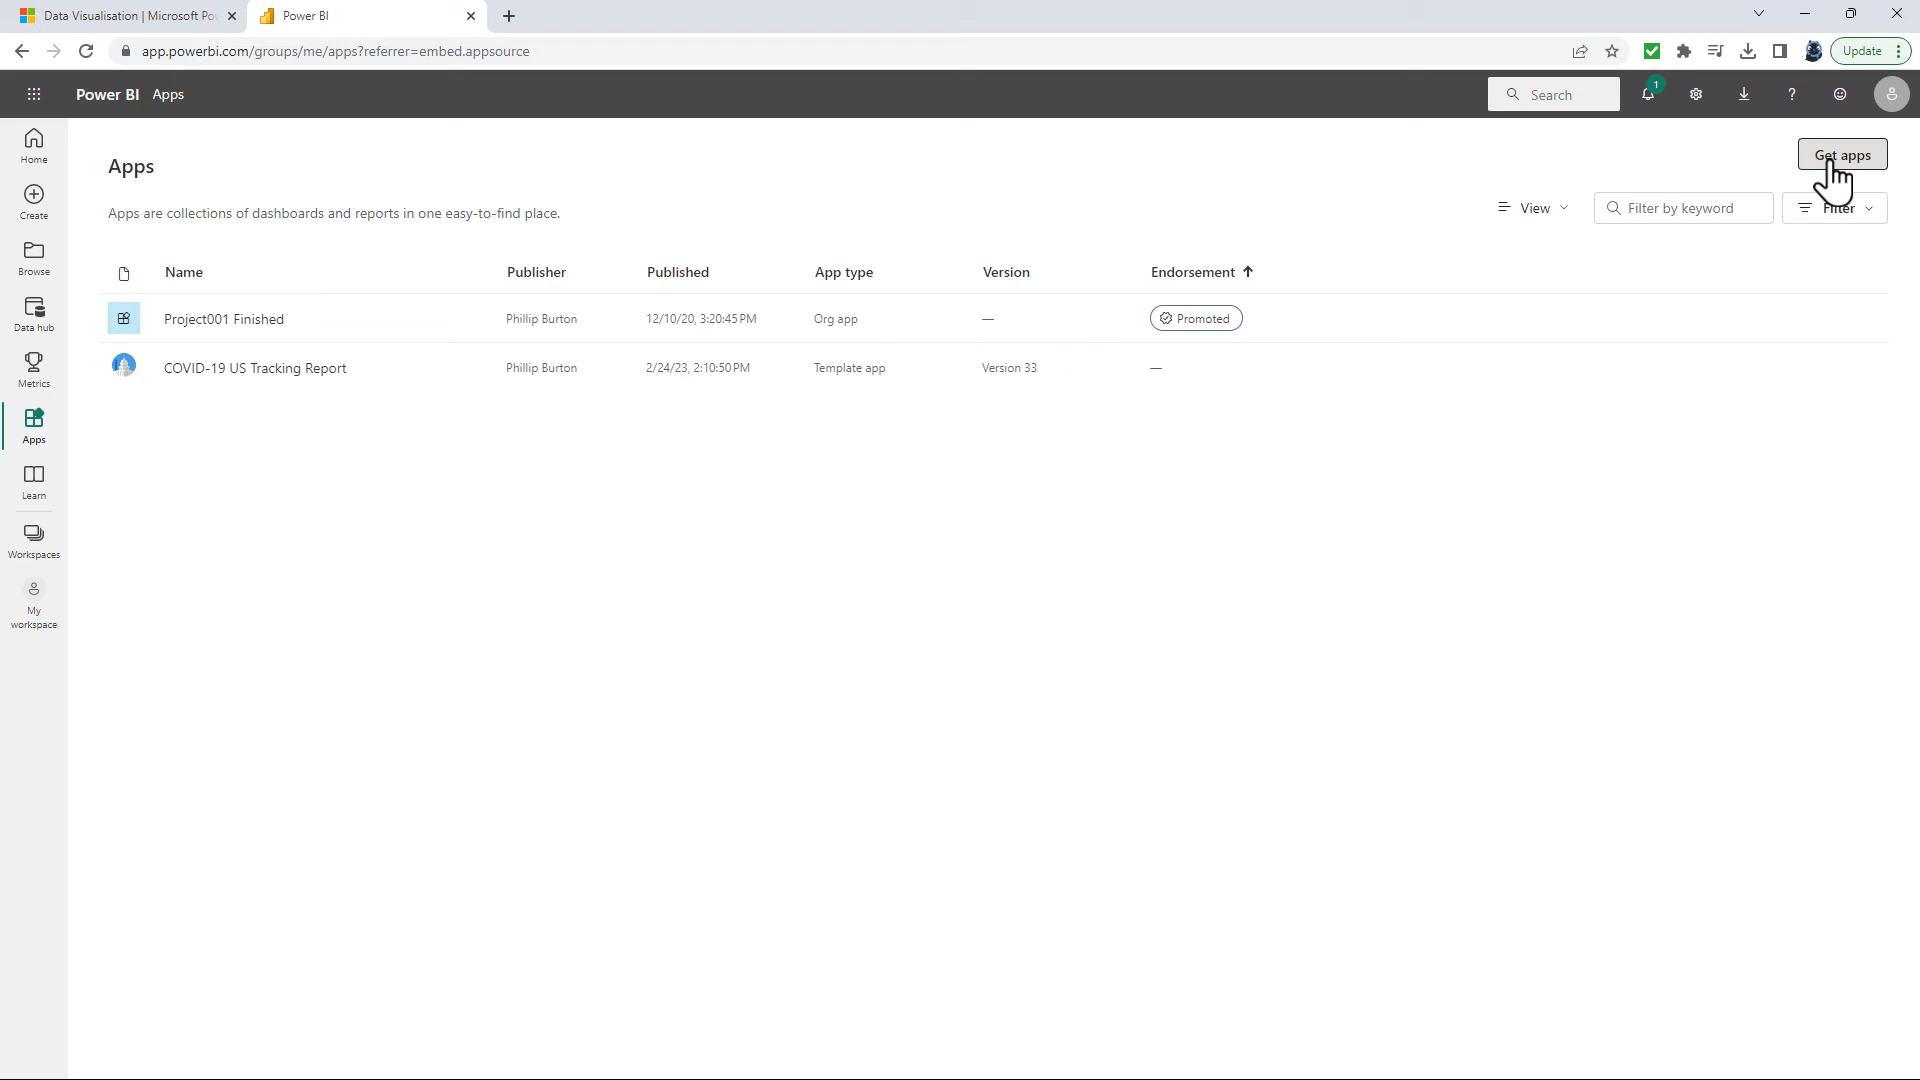 Data Visualisation | Microsoft Po
Power BI
app.powerbi.com/groups/me/apps?referrer=embed.appsource
Update
Power BI Apps
Search
1
?
Home
Create
Browse
Data hub
Metrics
Apps
Learn
Workspaces
My
workspace
Apps
Get apps
Apps are collections of dashboards and reports in one easy-to-find place.
View
Filter by keyword
Filter
Name Publisher Published App type Version Endorsement
Project001 Finished Phillip Burton 12/10/20, 3:20:45 PM Org app — Promoted
COVID-19 US Tracking Report Phillip Burton 2/24/23, 2:10:50 PM Template app Version 33 —